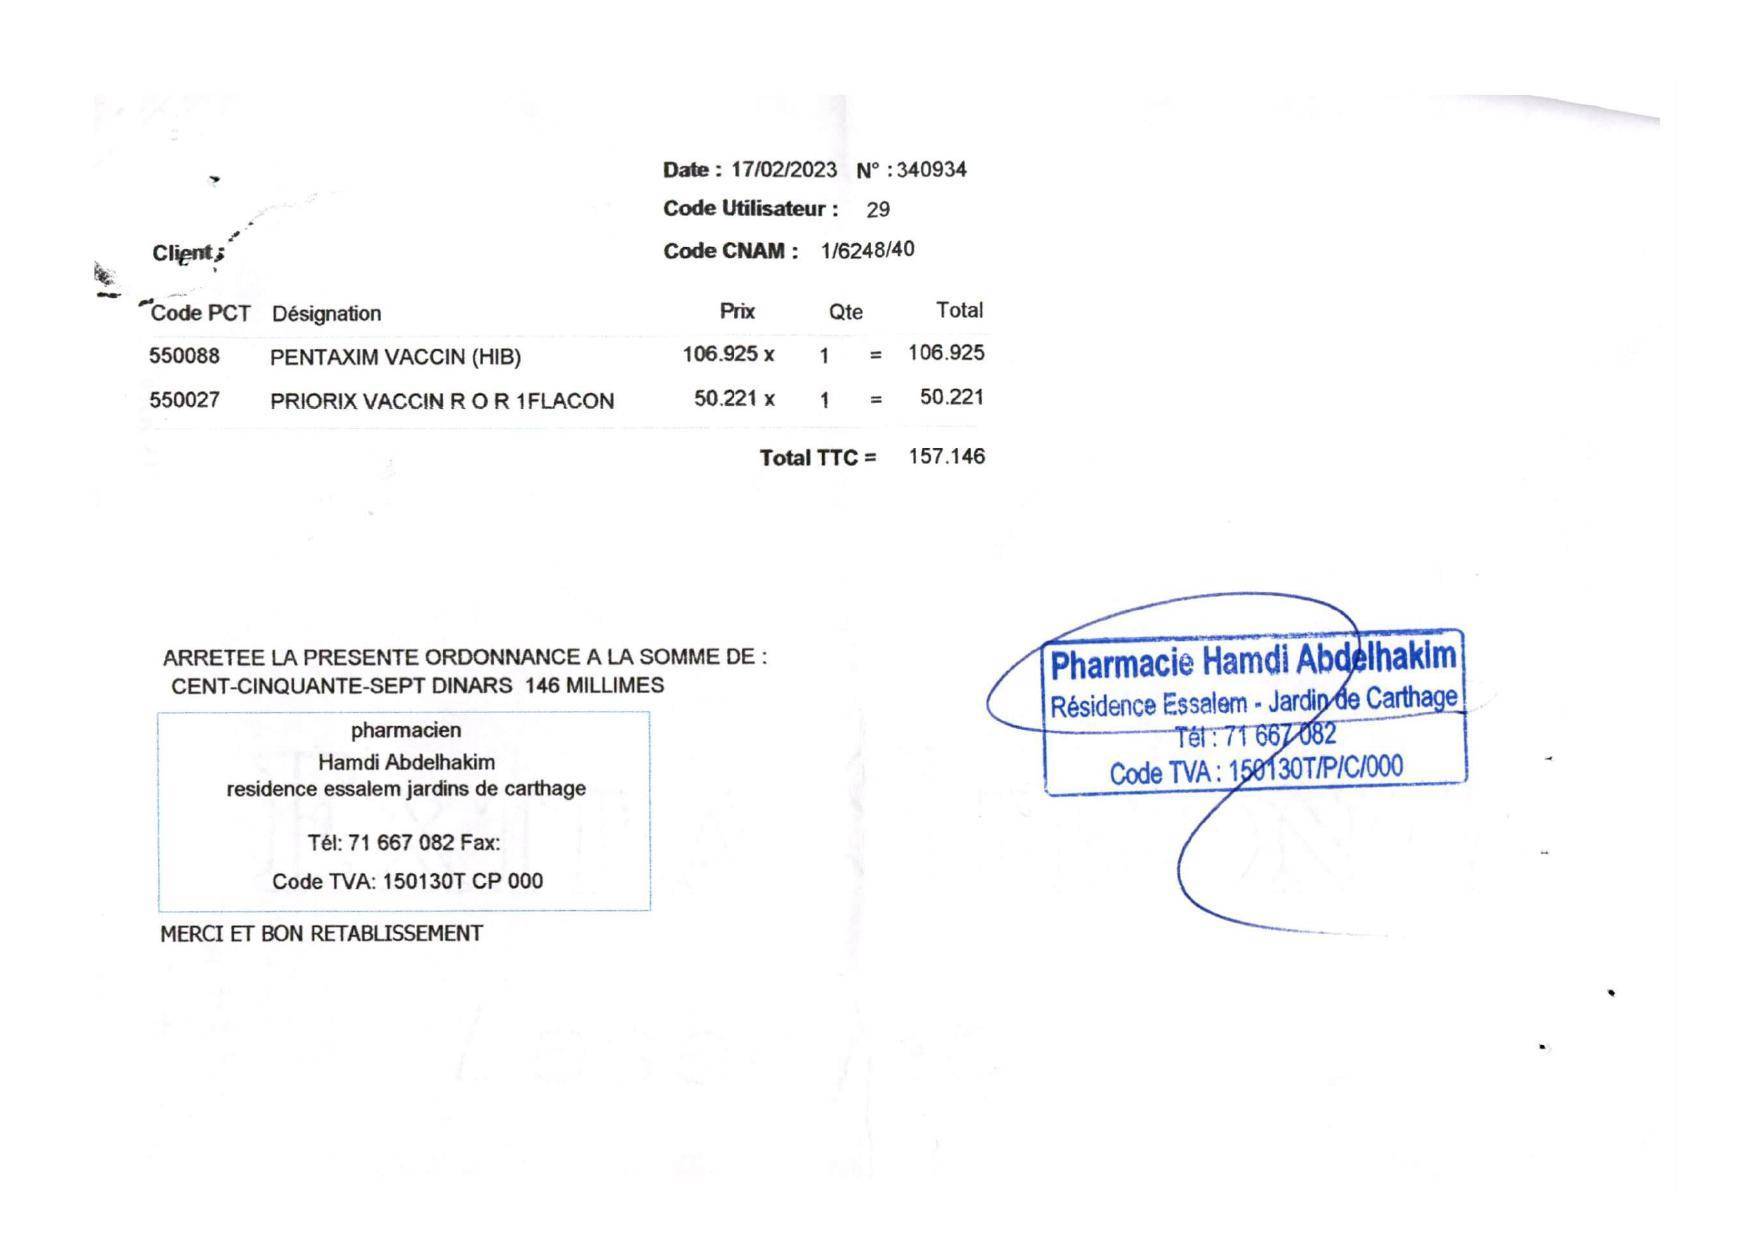 Date : 17/02/2023 N° : 340934
Code Utilisateur : 29
Client :
Code CNAM : 1/6248/40
Code PCT Désignation Prix Qte Total
550088 PENTAXIM VACCIN (HIB) 106.925 x 1 = 106.925
550027 PRIORIX VACCIN R O R 1FLACON 50.221 x 1 = 50.221
Total TTC = 157.146
ARRETEE LA PRESENTE ORDONNANCE A LA SOMME DE :
CENT-CINQUANTE-SEPT DINARS 146 MILLIMES
pharmacien
Hamdi Abdelhakim
residence essalem jardins de carthage
Tél: 71 667 082 Fax:
Code TVA: 150130T CP 000
MERCI ET BON RETABLISSEMENT
Pharmacie Hamdi Abdelhakim
Résidence Essalem - Jardin de Carthage
Tél : 71 667 082
Code TVA : 150130T/P/C/000